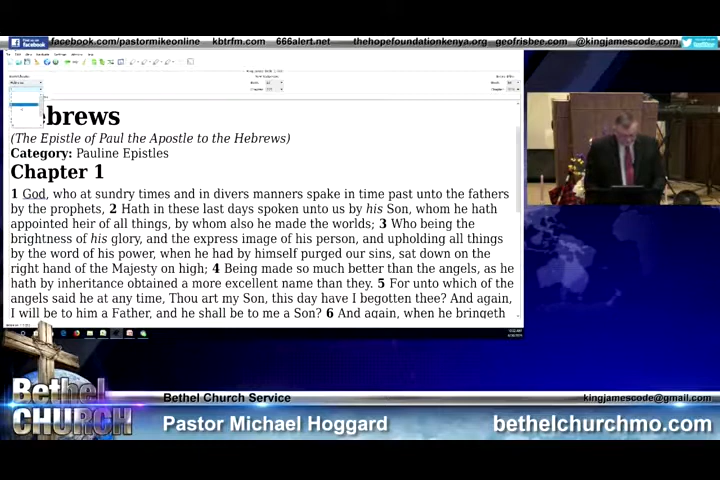 Find us on facebook
facebook.com/pastormikeonline kbtrfm.com 666alert.net thehopefoundationkenya.org geofrisbee.com @kingjamescode twitter
ebrews
(The Epistle of Paul the Apostle to the Hebrews)
Category: Pauline Epistles
Chapter 1
1 God, who at sundry times and in divers manners spake in time past unto the fathers
by the prophets, 2 Hath in these last days spoken unto us by his Son, whom he hath
appointed heir of all things, by whom also he made the worlds; 3 Who being the
brightness of his glory, and the express image of his person, and upholding all things
by the word of his power, when he had by himself purged our sins, sat down on the
right hand of the Majesty on high; 4 Being made so much better than the angels, as he
hath by inheritance obtained a more excellent name than they. 5 For unto which of the
angels said he at any time, Thou art my Son, this day have I begotten thee? And again,
I will be to him a Father, and he shall be to me a Son? 6 And again, when he bringeth
Bethel
CHURCH
Bethel Church Service
kingjamescode@gmail.com
Pastor Michael Hoggard
bethelchurchmo.com